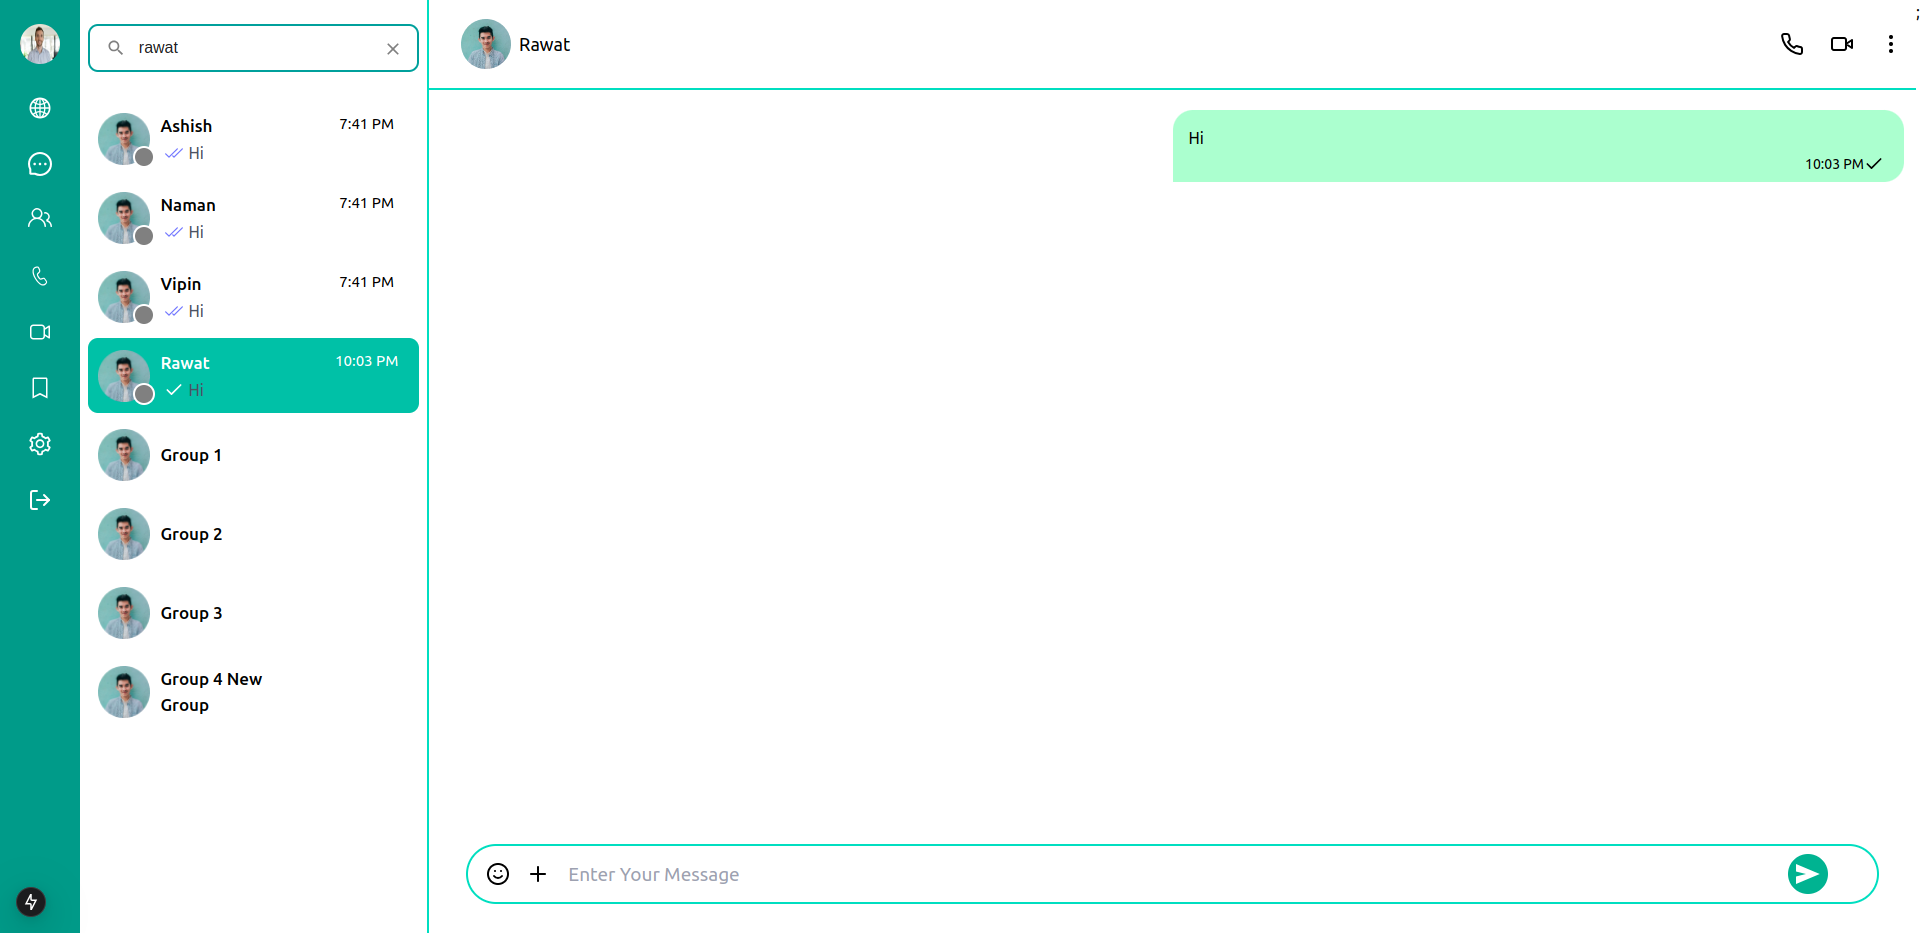 rawat
Ashish
7:41 PM
Hi
Naman
7:41 PM
Hi
Vipin
7:41 PM
Hi
Rawat
10:03 PM
Hi
Group 1
Group 2
Group 3
Group 4 New
Group
Rawat
;
Hi
10:03 PM
Enter Your Message